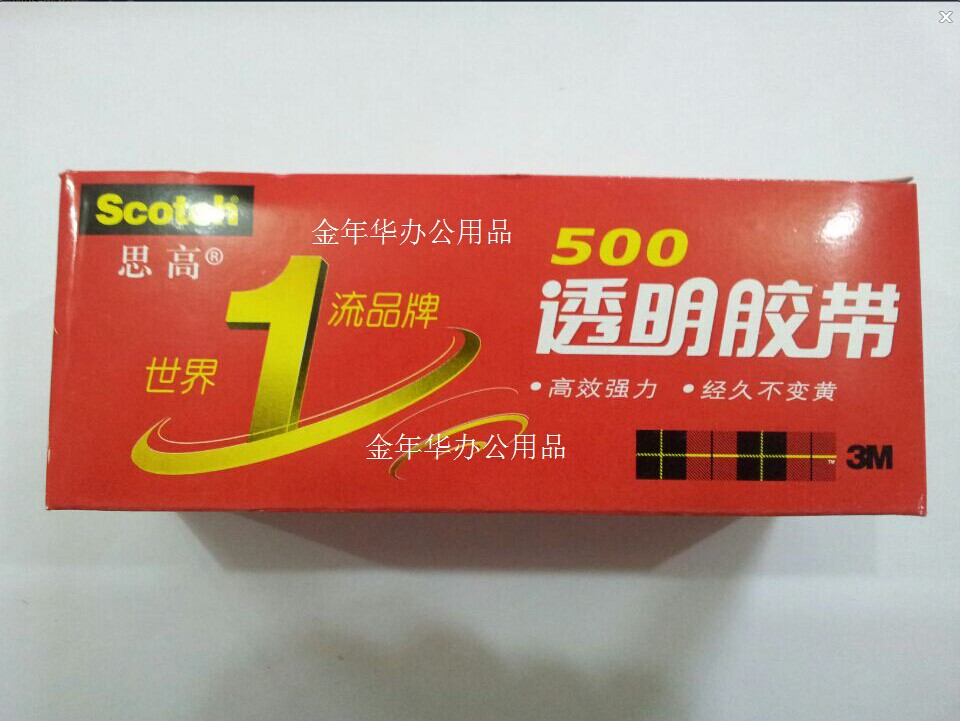 Scotch
思高®
金年华办公用品
世界1流品牌
500
透明胶带
•高效强力 •经久不变黄
金年华办公用品
™ 3M